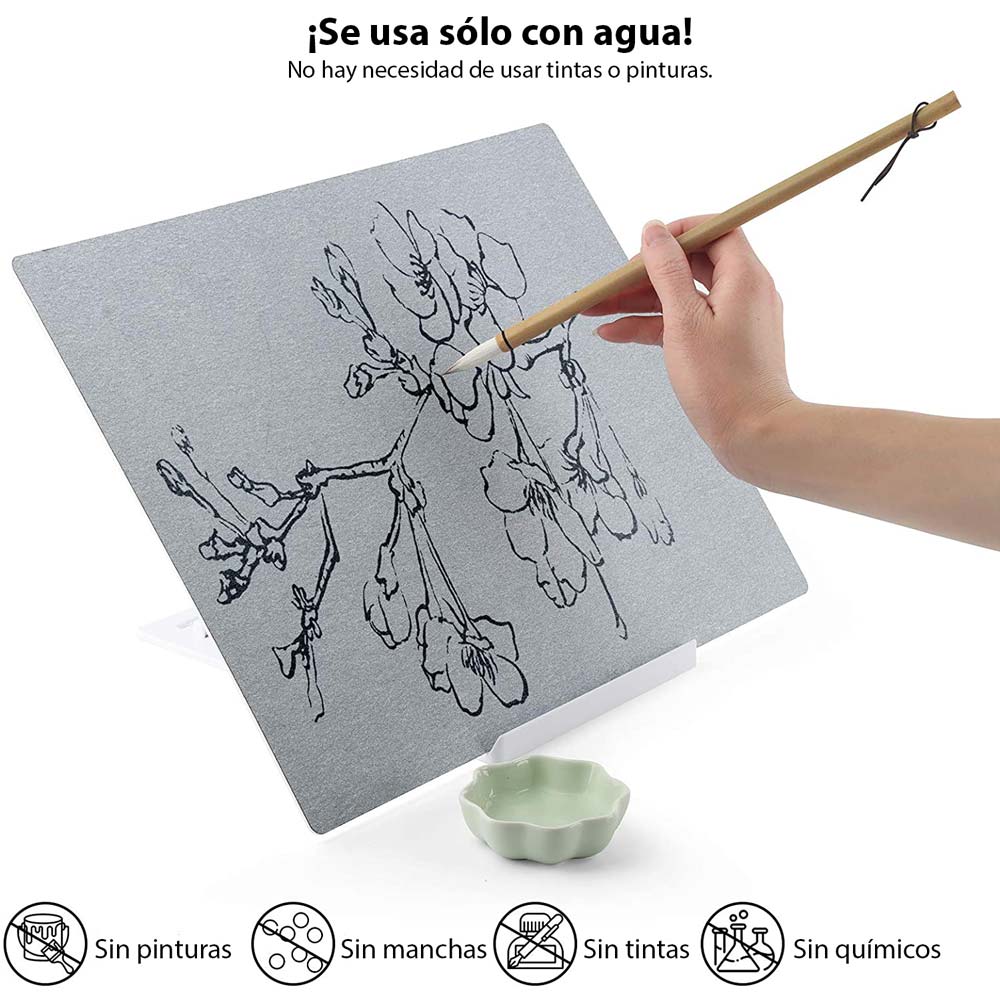 ¡Se usa sólo con agua!
No hay necesidad de usar tintas o pinturas.
Sin pinturas
Sin manchas
Sin tintas
Sin químicos